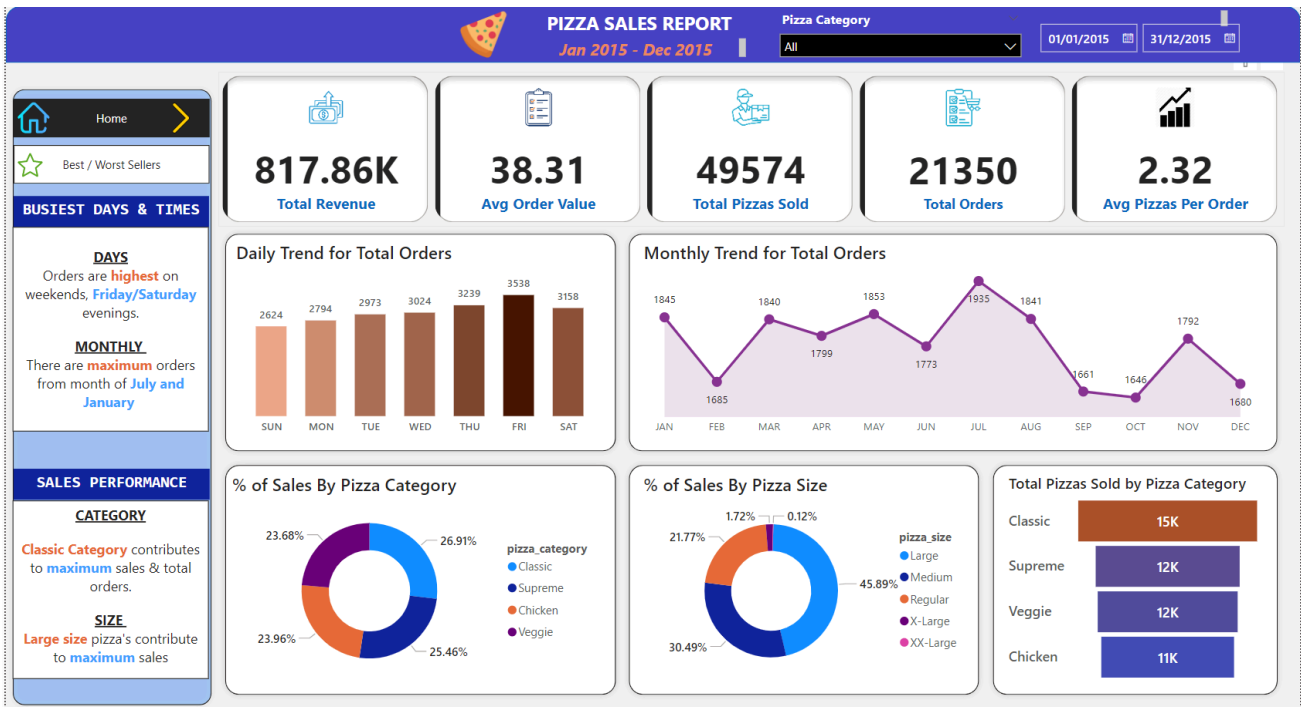 PIZZA SALES REPORT
Jan 2015 - Dec 2015
Pizza Category
All
01/01/2015
31/12/2015
Home
Best / Worst Sellers
BUSIEST DAYS & TIMES
DAYS
Orders are highest on
weekends, Friday/Saturday
evenings.
MONTHLY
There are maximum orders
from month of July and
January
SALES PERFORMANCE
CATEGORY
Classic Category contributes
to maximum sales & total
orders.
SIZE
Large size pizza's contribute
to maximum sales
817.86K
Total Revenue
38.31
Avg Order Value
49574
Total Pizzas Sold
21350
Total Orders
2.32
Avg Pizzas Per Order
Daily Trend for Total Orders
2624
2794
2973
3024
3239
3538
3158
SUN MON TUE WED THU FRI SAT
Monthly Trend for Total Orders
1845
1685
1840
1799
1853
1773
1935
1841
1661
1646
1792
1680
JAN FEB MAR APR MAY JUN JUL AUG SEP OCT NOV DEC
% of Sales By Pizza Category
23.68%
26.91%
23.96%
25.46%
pizza_category
Classic
Supreme
Chicken
Veggie
% of Sales By Pizza Size
1.72%
0.12%
21.77%
45.89%
30.49%
pizza_size
Large
Medium
Regular
X-Large
XX-Large
Total Pizzas Sold by Pizza Category
Classic 15K
Supreme 12K
Veggie 12K
Chicken 11K